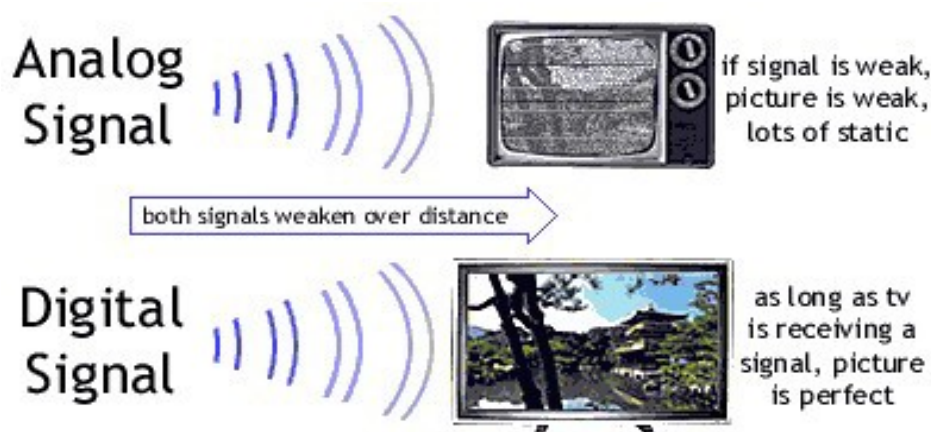 Analog
Signal
if signal is weak,
picture is weak,
lots of static
both signals weaken over distance
Digital
Signal
as long as tv
is receiving a
signal, picture
is perfect